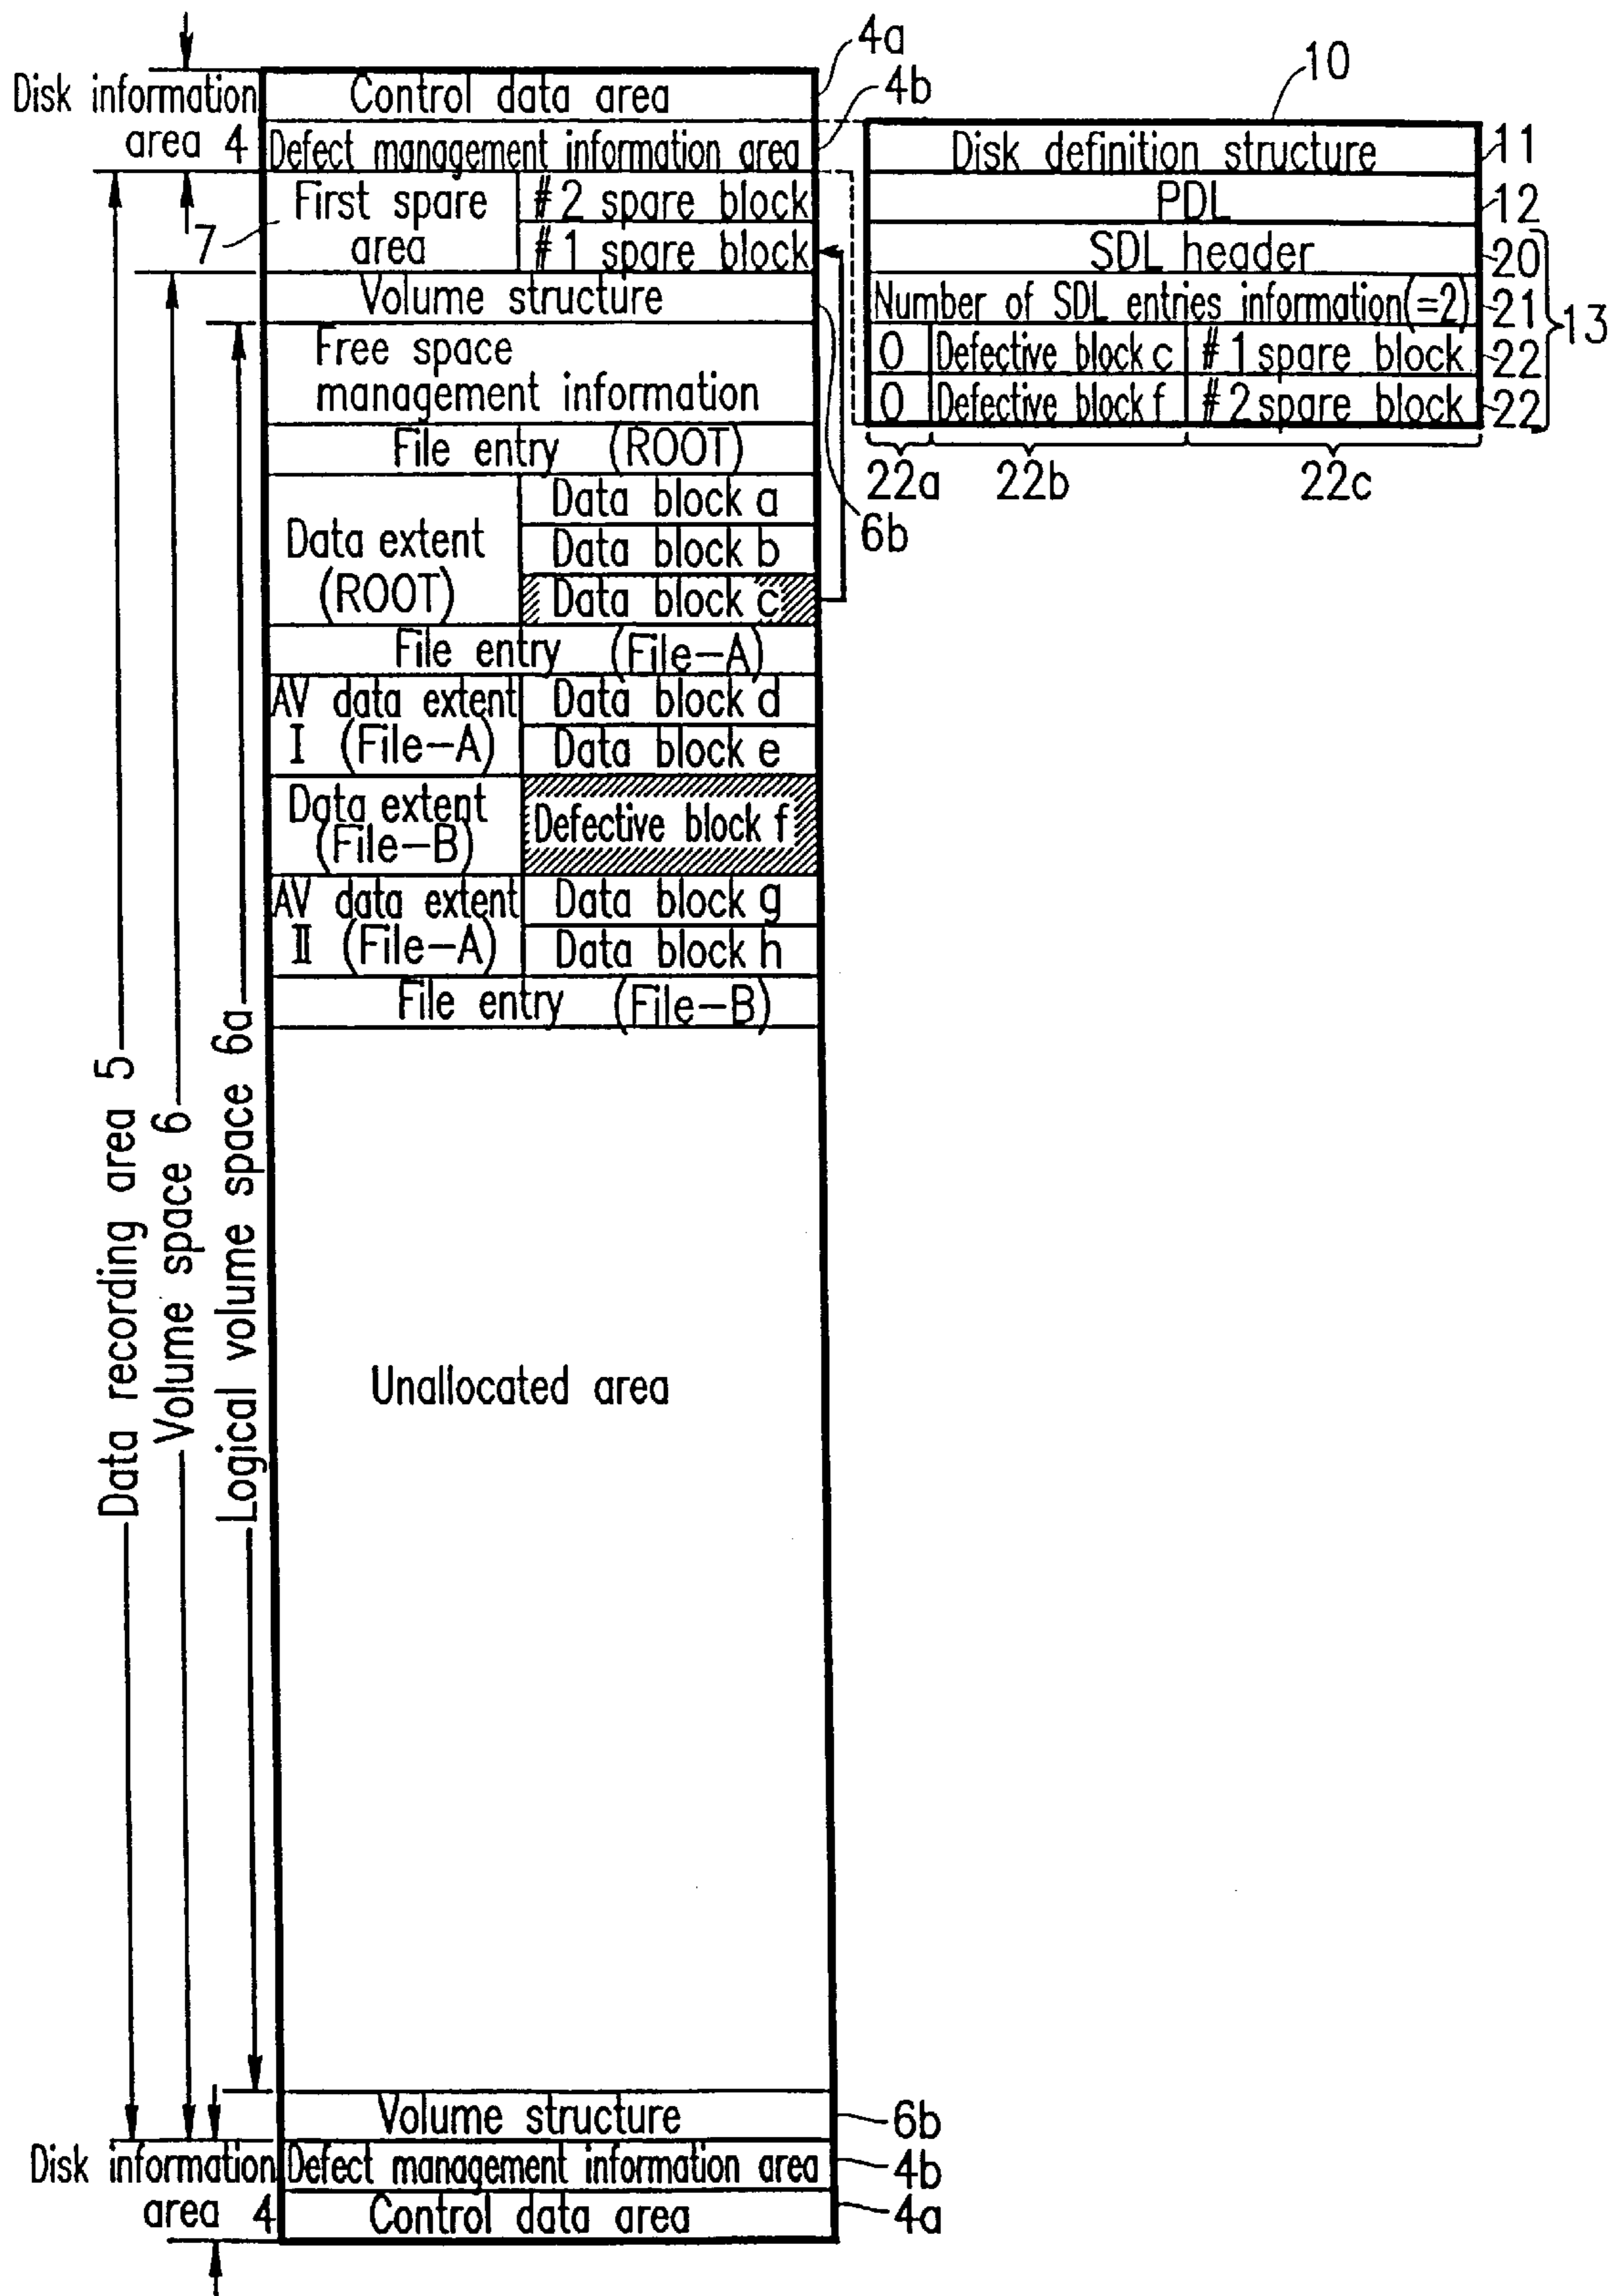 Disk information
area 4
Control data area
4a
Defect management information area
4b
First spare
area
7
#2 spare block
#1 spare block
Volume structure
6b
Free space
management information
File entry (ROOT)
Data extent
(ROOT)
Data block a
Data block b
Data block c
File entry (File-A)
AV data extent
I (File-A)
Data block d
Data block e
Data extent
(File-B)
Defective block f
AV data extent
II (File-A)
Data block g
Data block h
File entry (File-B)
Unallocated area
Volume structure
6b
Disk information
area 4
Defect management information area
4b
Control data area
4a
Data recording area 5
Volume space 6
Logical volume space 6a
10
Disk definition structure
11
PDL
12
SDL header
20
Number of SDL entries information(=2)
21
13
0 Defective block c #1 spare block
22
0 Defective block f #2 spare block
22
22a 22b 22c